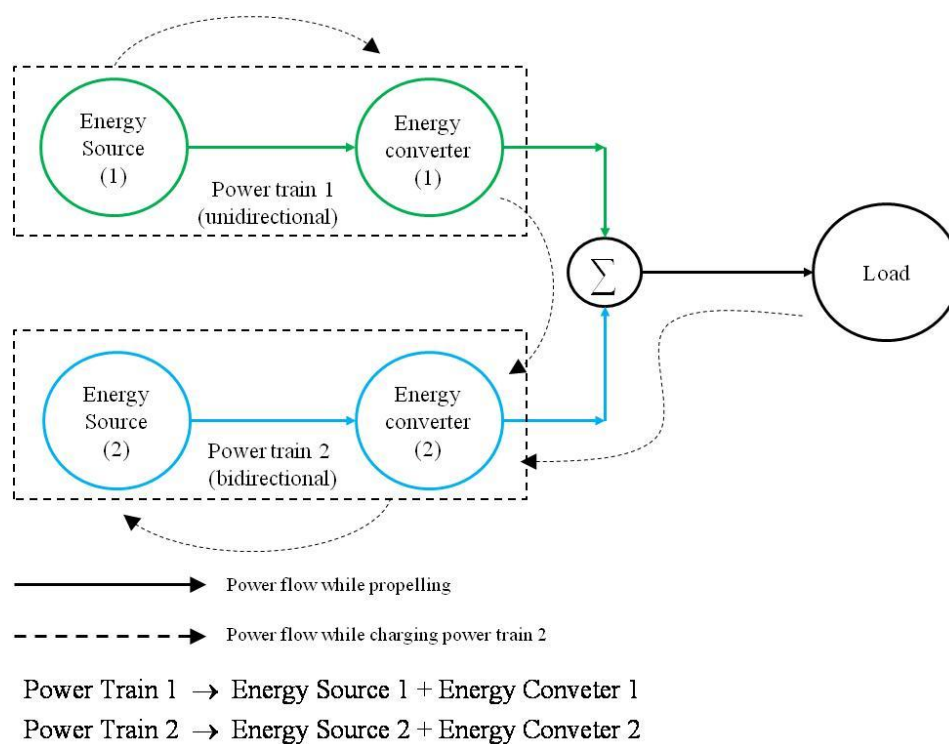 Energy
Source
(1)
Energy
converter
(1)
Power train 1
(unidirectional)
∑
Load
Energy
Source
(2)
Energy
converter
(2)
Power train 2
(bidirectional)
Power flow while propelling
Power flow while charging power train 2
Power Train 1 → Energy Source 1 + Energy Conveter 1
Power Train 2 → Energy Source 2 + Energy Conveter 2